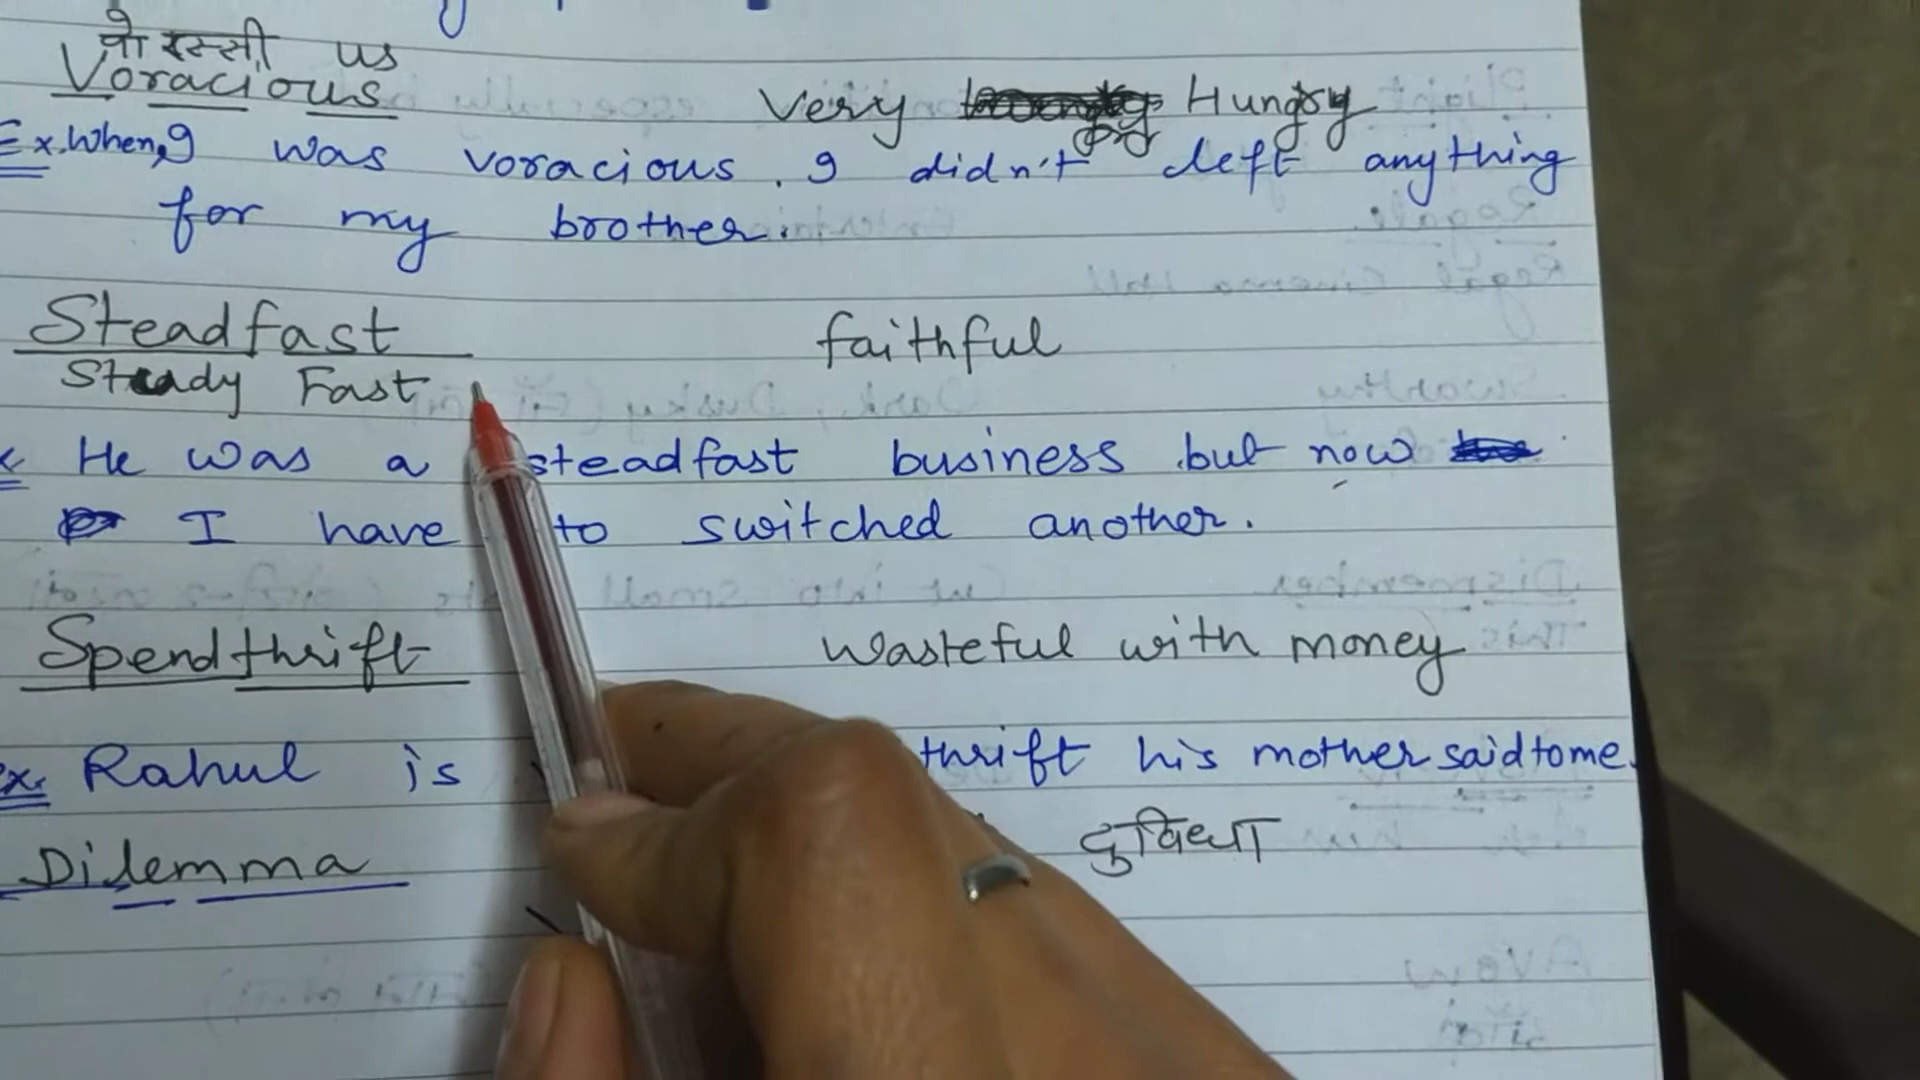 वो रस्सी us
Voracious Very Hungry
Ex. When, I was voracious. I didn't left anything
for my brother.
Steadfast faithful
Steady Fast
He was a steadfast business but now
I have to switched another.
Spendthrift Wasteful with money
Ex. Rahul is thrift his mother said to me.
Dilemma दुविधा